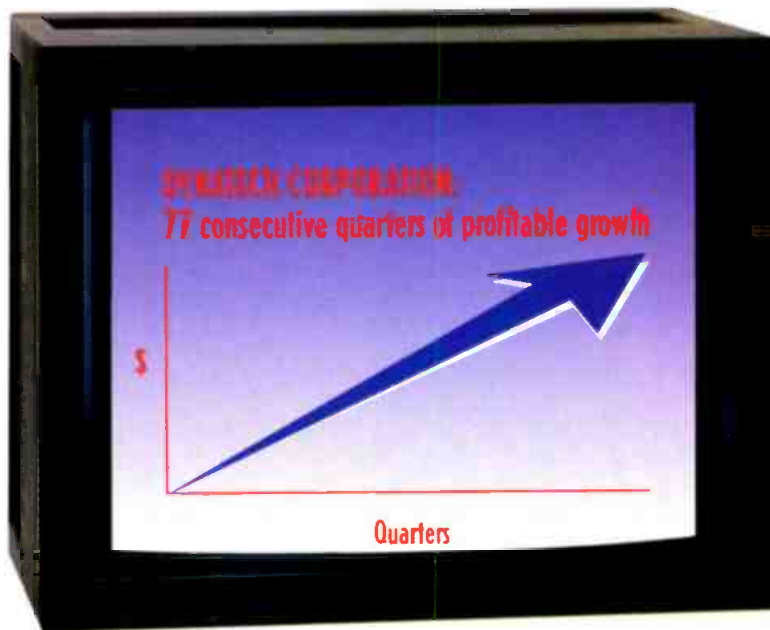 DYNATECH CORPORATION:
77 consecutive quarters of profitable growth
$
Quarters